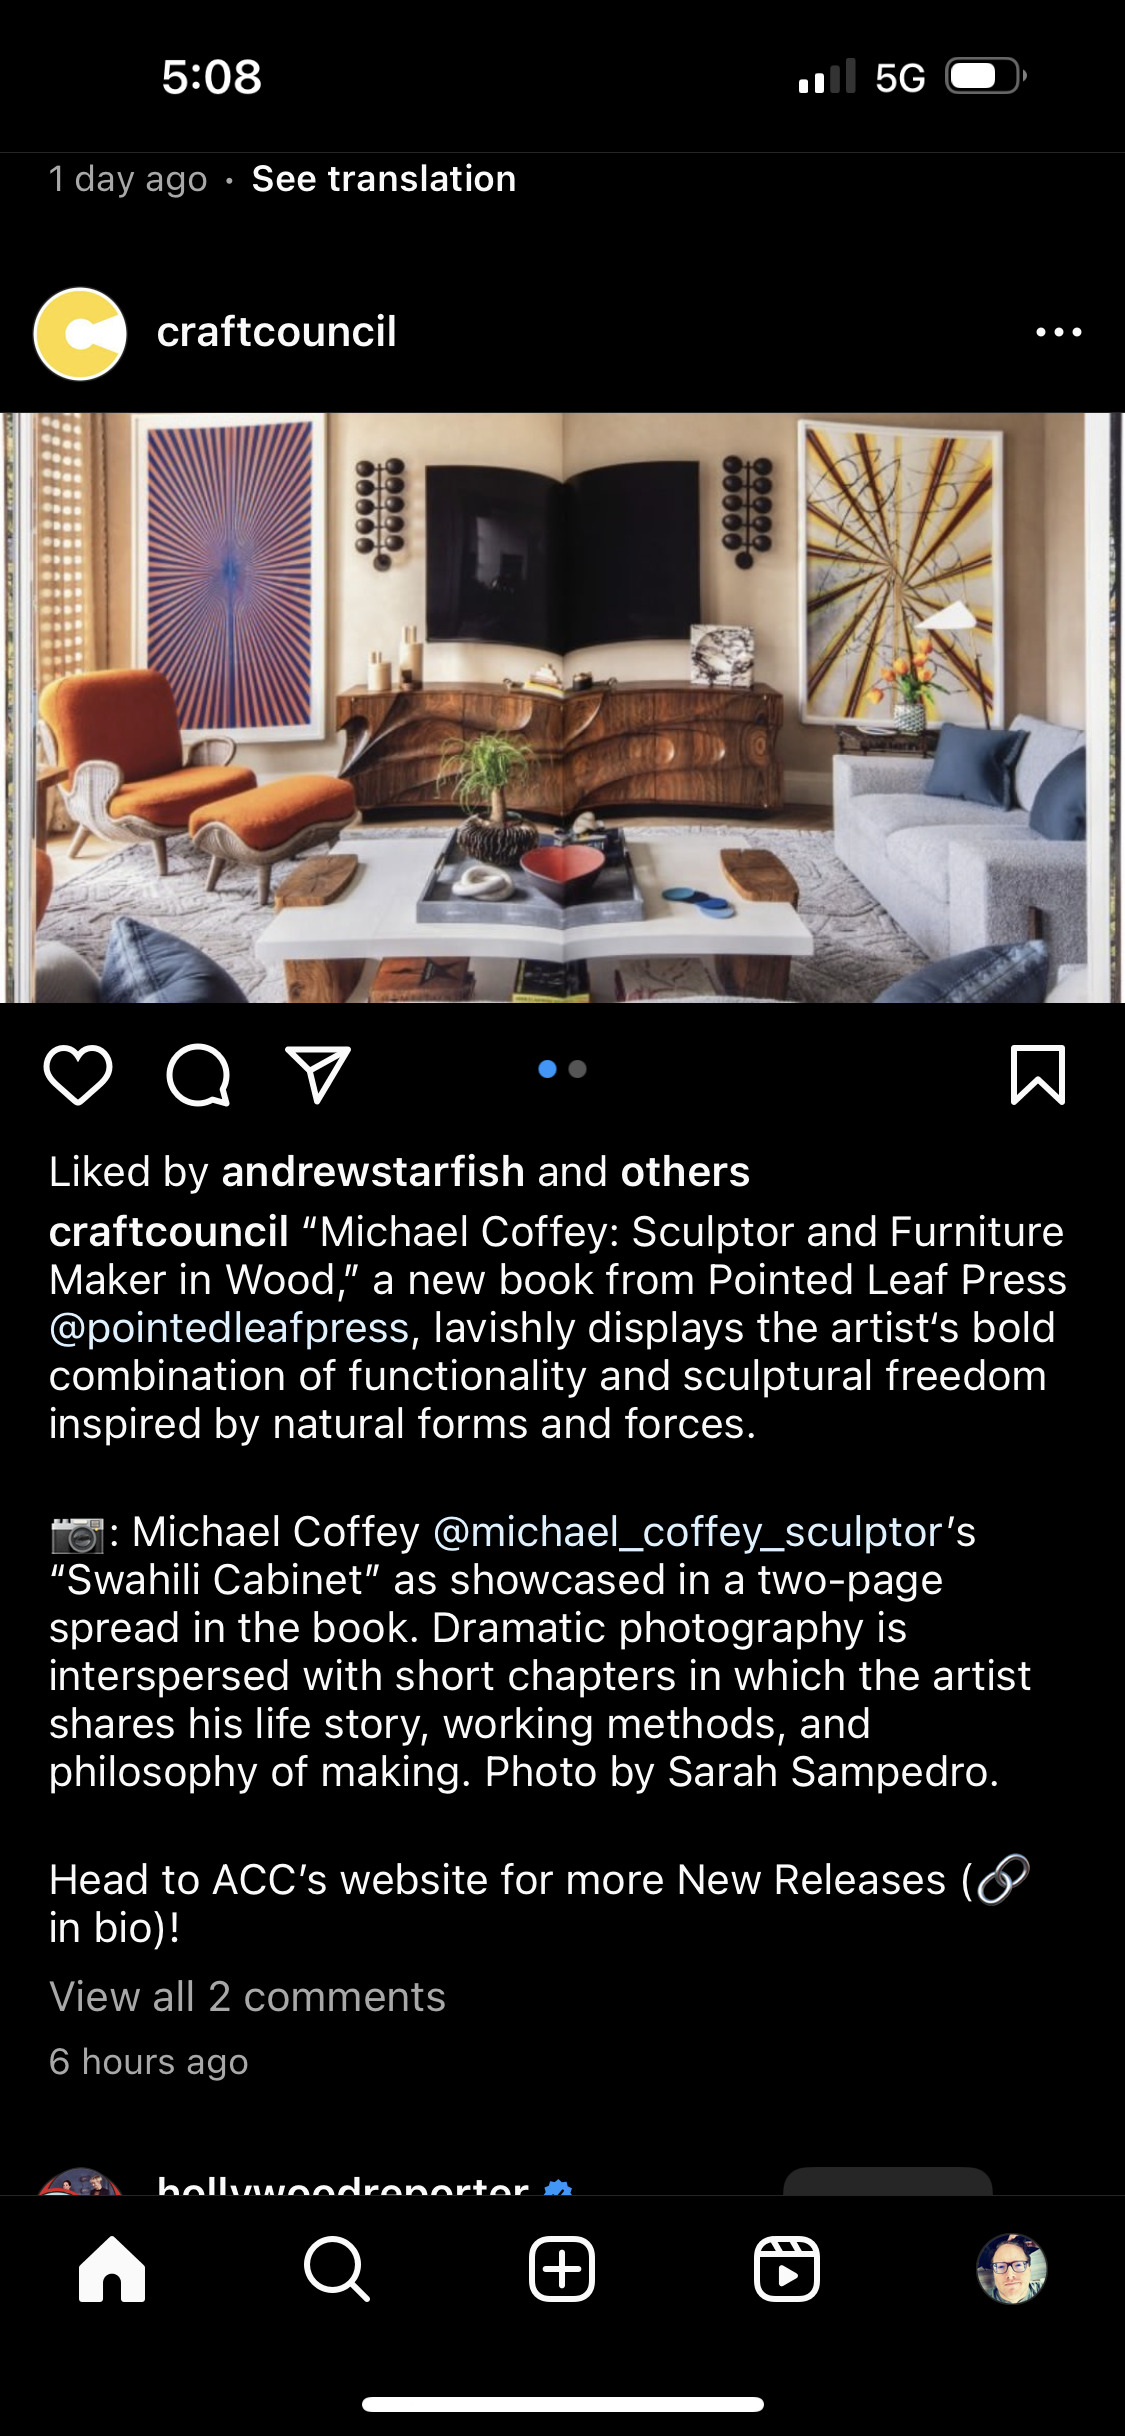 5:08
5G
1 day ago · See translation
craftcouncil
Liked by andrewstarfish and others
craftcouncil “Michael Coffey: Sculptor and Furniture
Maker in Wood,” a new book from Pointed Leaf Press
@pointedleafpress, lavishly displays the artist‘s bold
combination of functionality and sculptural freedom
inspired by natural forms and forces.
📷: Michael Coffey @michael_coffey_sculptor’s
“Swahili Cabinet” as showcased in a two-page
spread in the book. Dramatic photography is
interspersed with short chapters in which the artist
shares his life story, working methods, and
philosophy of making. Photo by Sarah Sampedro.
Head to ACC’s website for more New Releases (🔗
in bio)!
View all 2 comments
6 hours ago
hollywoodreporter